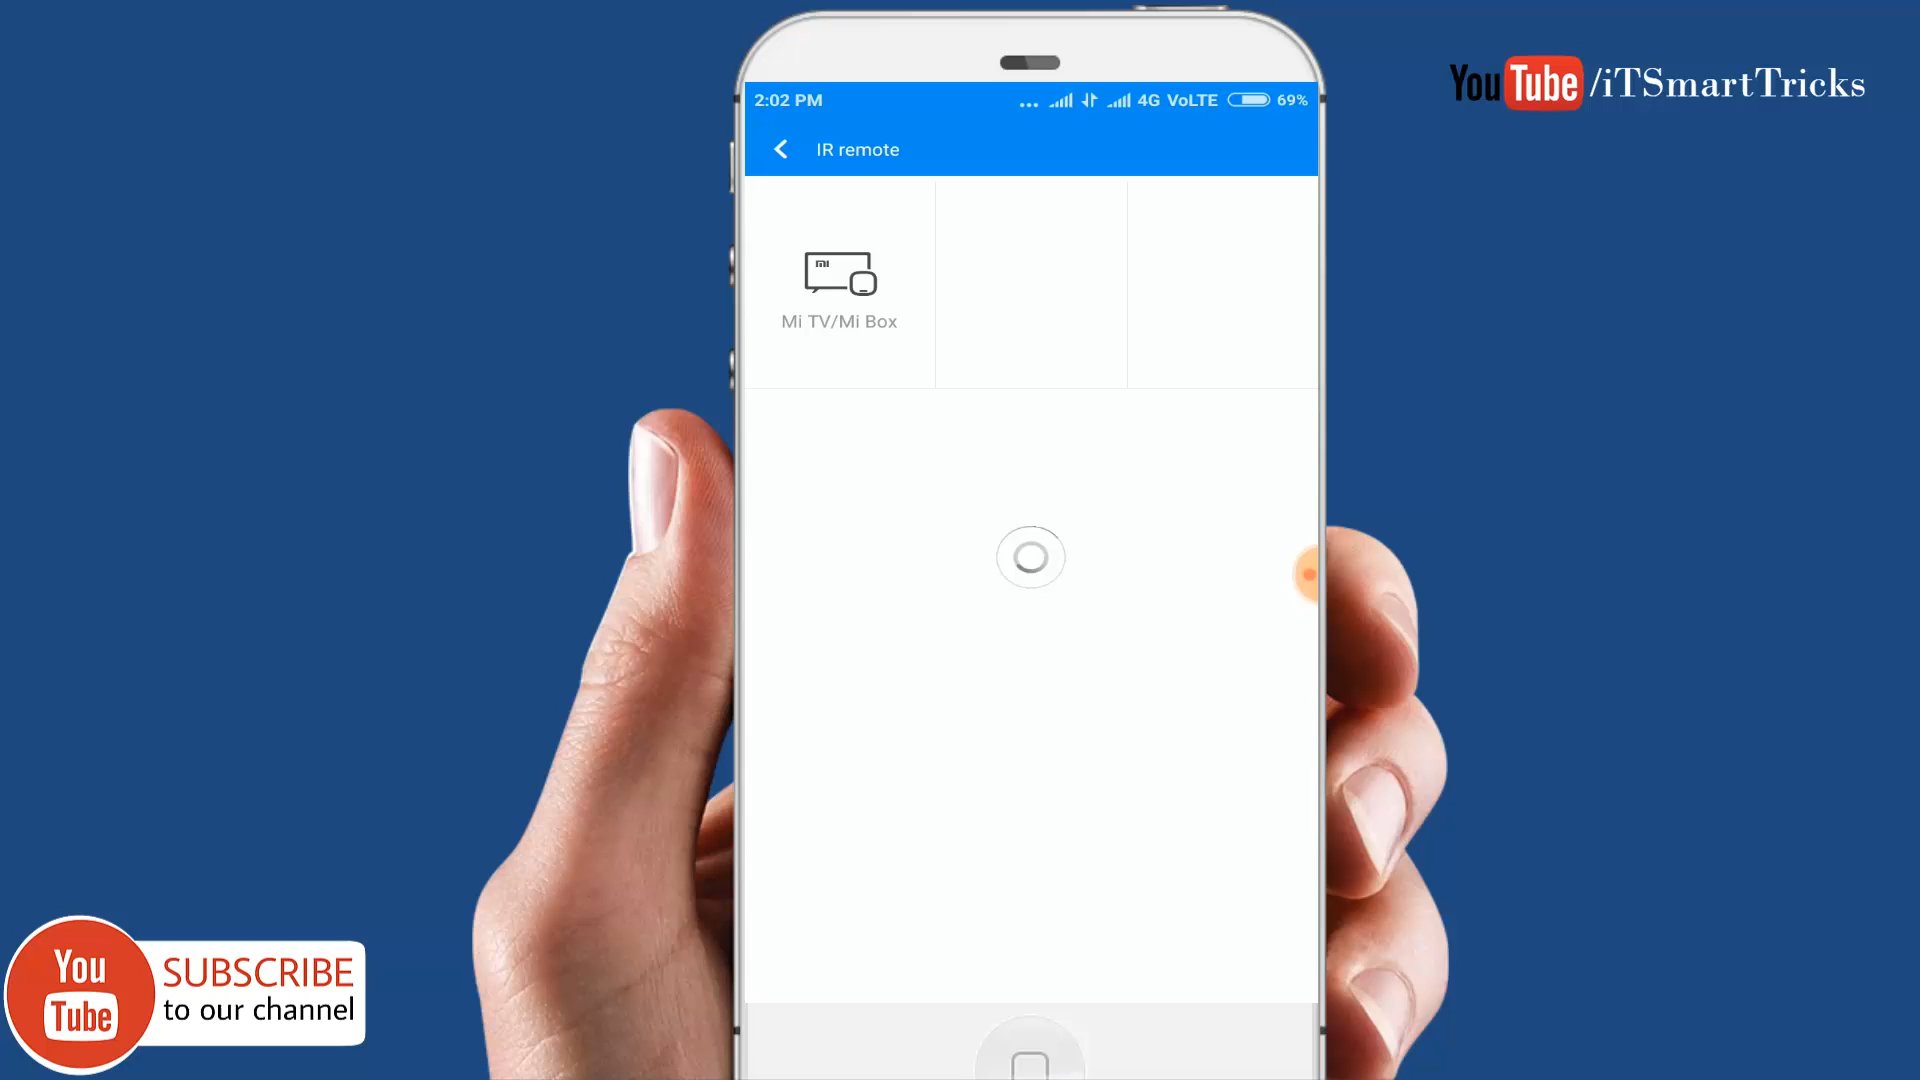 YouTube/iTSmartTricks
2:02 PM ... 4G VoLTE 69%
IR remote
MI
Mi TV/Mi Box
You
Tube
SUBSCRIBE
to our channel